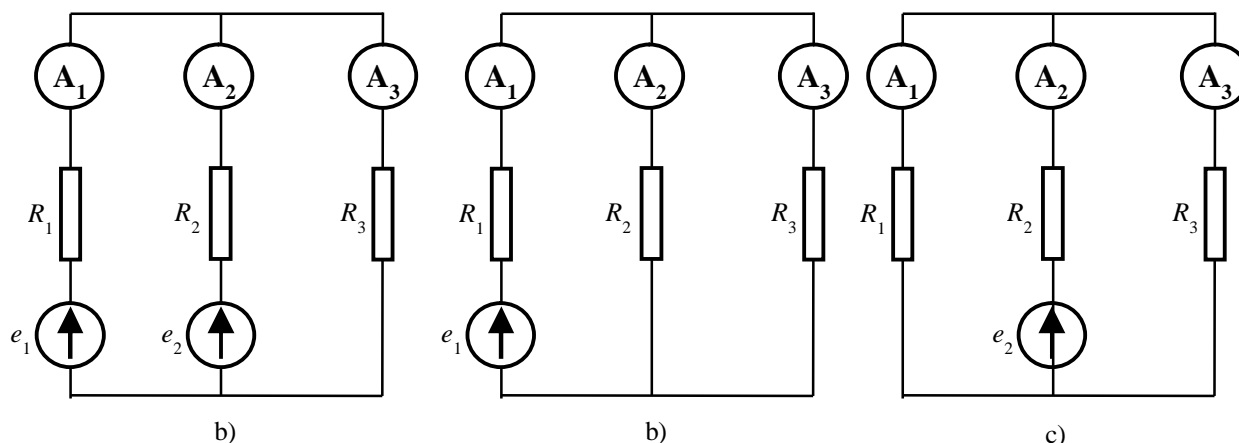 A1 A2 A3 A1 A2 A3 A1 A2 A3
R1 R2 R3 R1 R2 R3 R1 R2 R3
e1 e2 e1 e2
b) b) c)